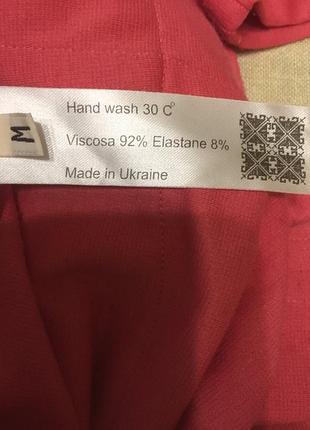 Hand wash 30 C°
Viscosa 92% Elastane 8%
Made in Ukraine
M